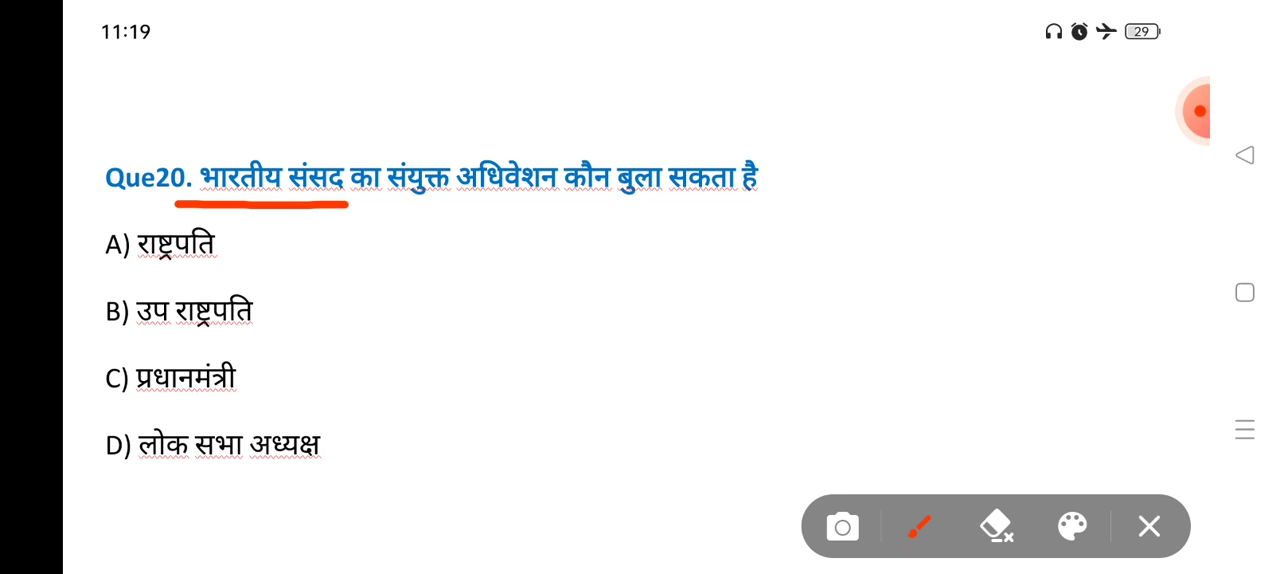 11:19
29
Que20. भारतीय संसद का संयुक्त अधिवेशन कौन बुला सकता है
A) राष्ट्रपति
B) उप राष्ट्रपति
C) प्रधानमंत्री
D) लोक सभा अध्यक्ष